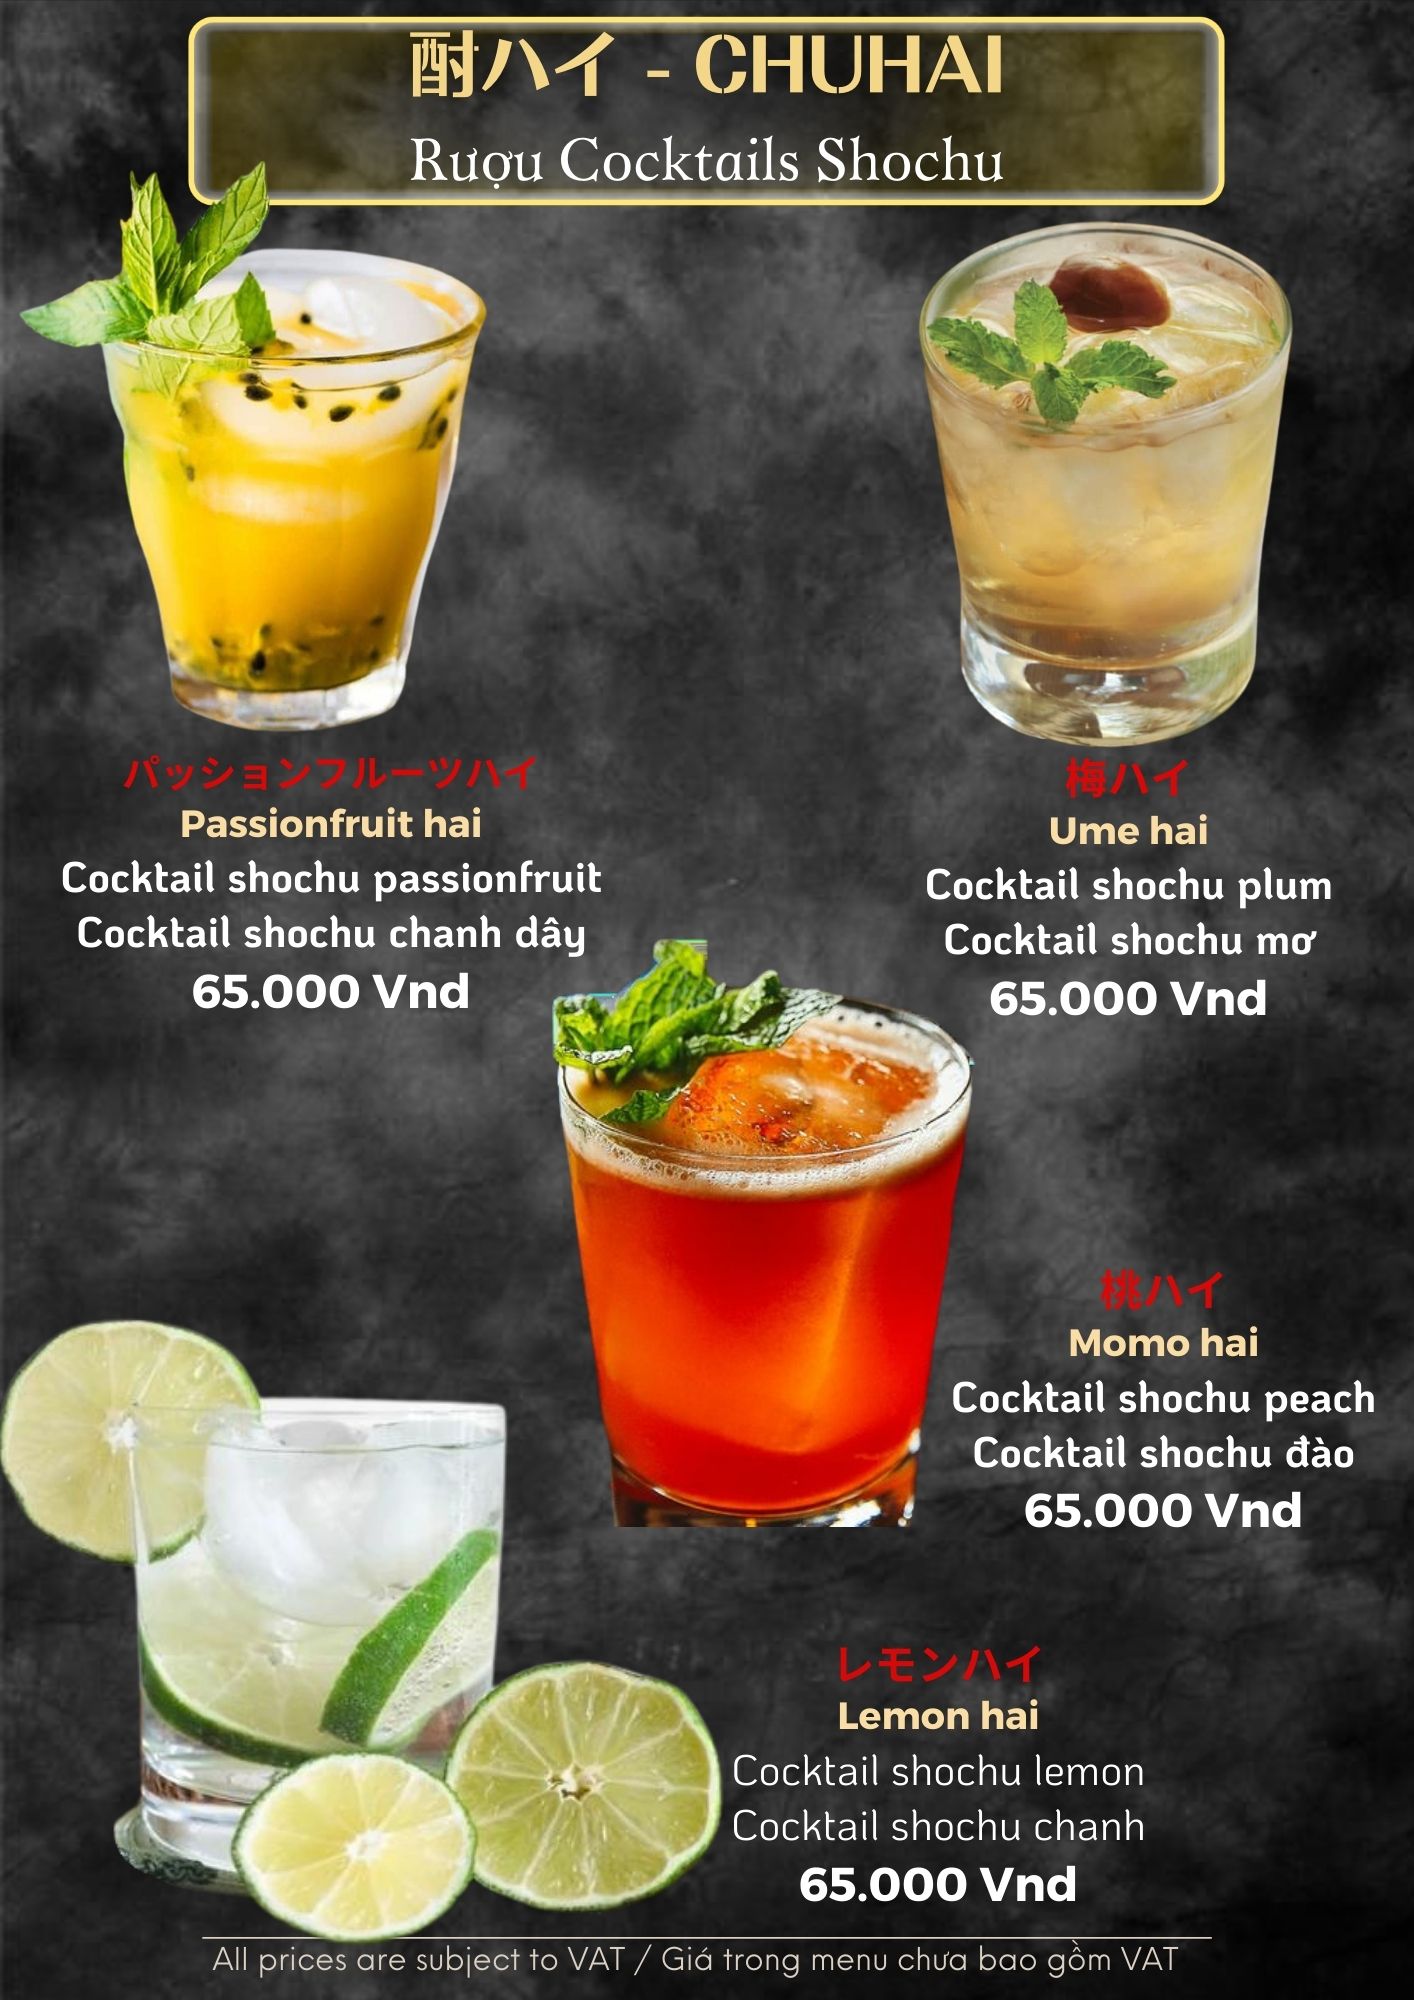 酎ハイ - CHUHAI
Rượu Cocktails Shochu
パッションフルーツハイ
Passionfruit hai
Cocktail shochu passionfruit
Cocktail shochu chanh dây
65.000 Vnd
梅ハイ
Ume hai
Cocktail shochu plum
Cocktail shochu mơ
65.000 Vnd
桃ハイ
Momo hai
Cocktail shochu peach
Cocktail shochu đào
65.000 Vnd
レモンハイ
Lemon hai
Cocktail shochu lemon
Cocktail shochu chanh
65.000 Vnd
All prices are subject to VAT / Giá trong menu chưa bao gồm VAT